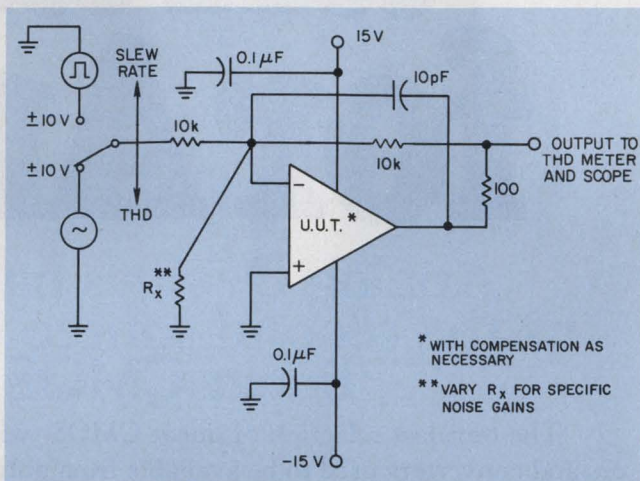 SLEW
RATE
0.1µF
15V
10pF
±10V
10k
10k
±10V
OUTPUT TO
THD METER
AND SCOPE
THD
100
−
U.U.T.*
+
Rx**
0.1µF
*WITH COMPENSATION AS
NECESSARY
**VARY Rx FOR SPECIFIC
NOISE GAINS
−15V